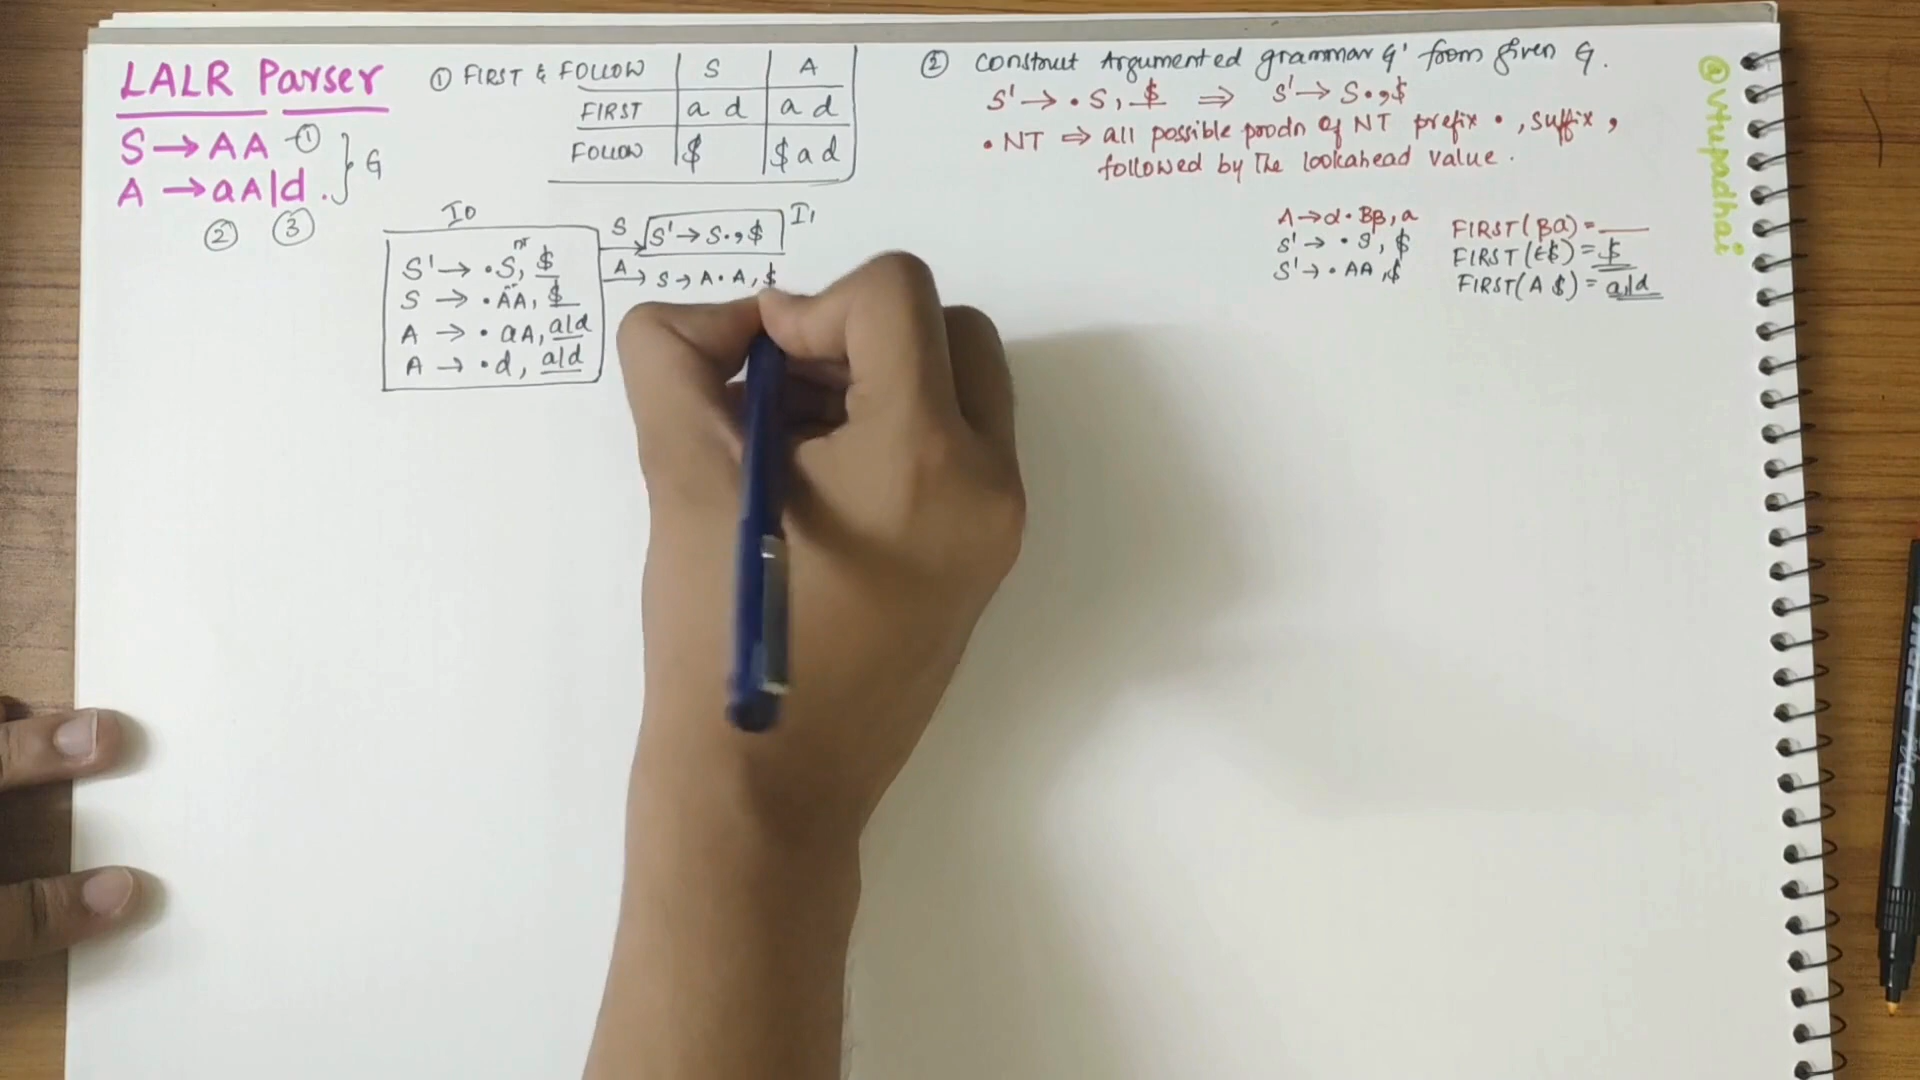 LALR Parser
S → AA - ①
A → aA|d . } G
② ③
① FIRST & FOLLOW | S | A
FIRST | a d | a d
FOLLOW | $ | $ a d
② Construct Argumented grammar G' from given G .
S' → • S , $ ⇒ S' → S • , $
• NT ⇒ all possible prodn of NT prefix • , suffix ,
followed by the lookahead value .
I0
S' → • S, $
S → • AA, $
A → • aA, a|d
A → • d , a|d
S S' → S • , $ I1
A S → A • A , $
A → α • Bβ, a FIRST(βa) = ___
S' → • S , $ FIRST(ε$) = $
S' → • AA , $ FIRST(A $) = a|d
@vtupadhai